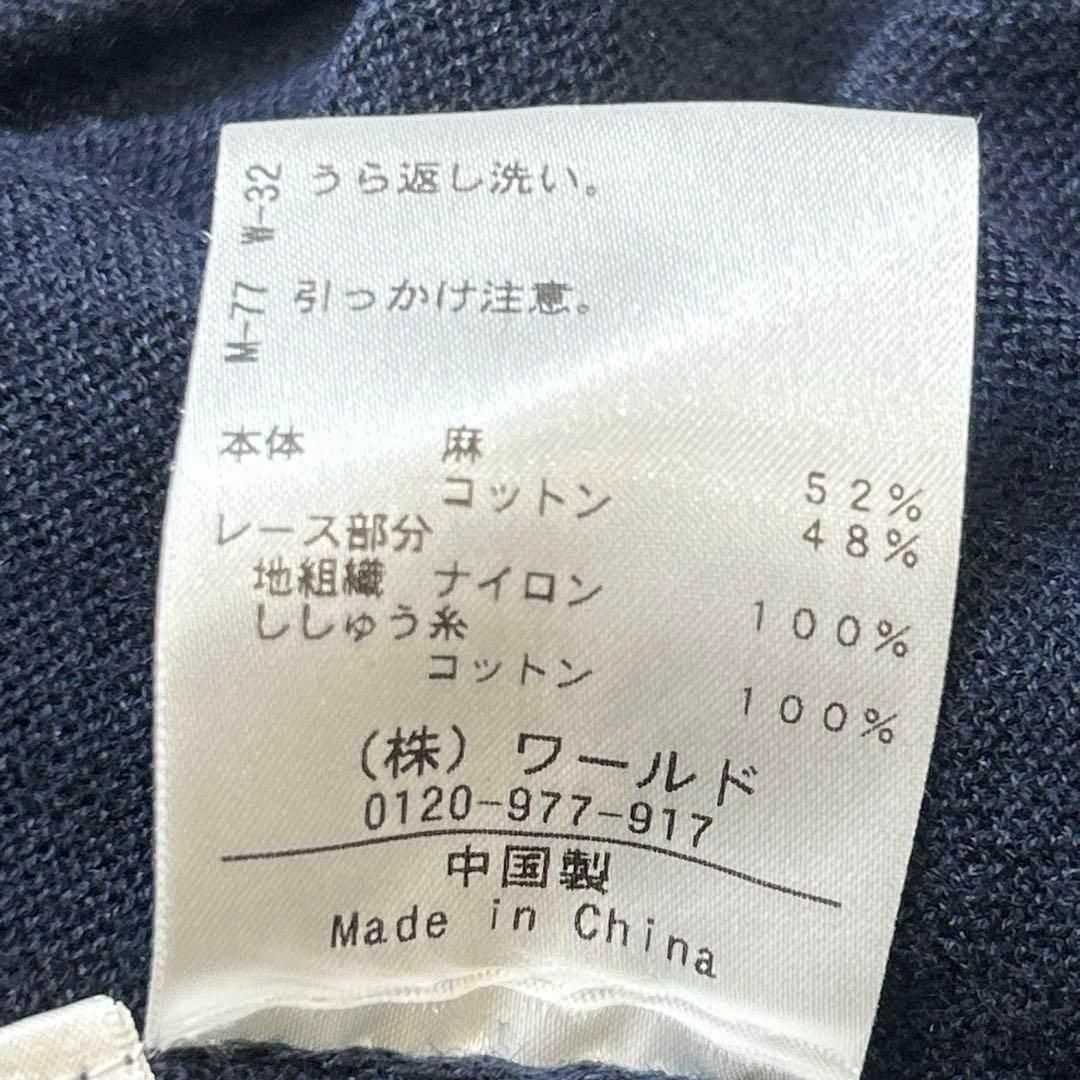 W-32 うら返し洗い。
M-77 引っかけ注意。
本体 麻 52%
コットン 48%
レース部分
地組織 ナイロン 100%
ししゅう糸
コットン 100%
(株) ワールド
0120-977-917
中国製
Made in China